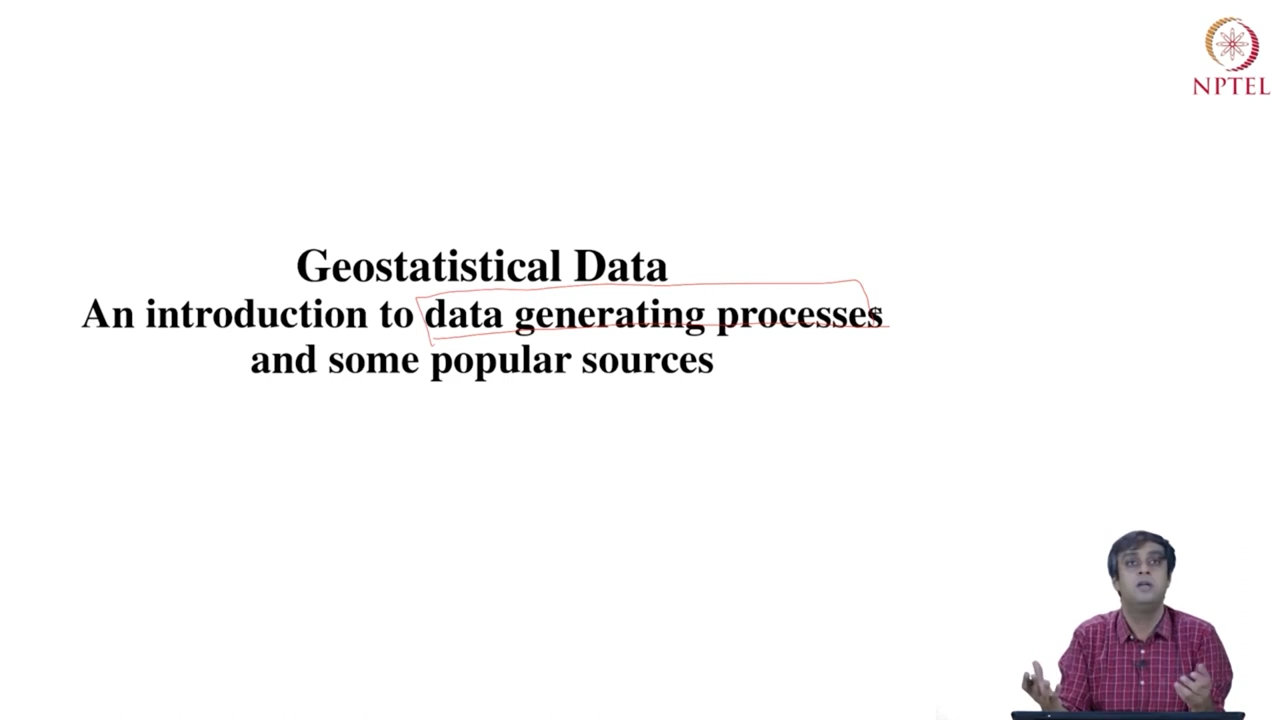 NPTEL
Geostatistical Data
An introduction to data generating processes
and some popular sources